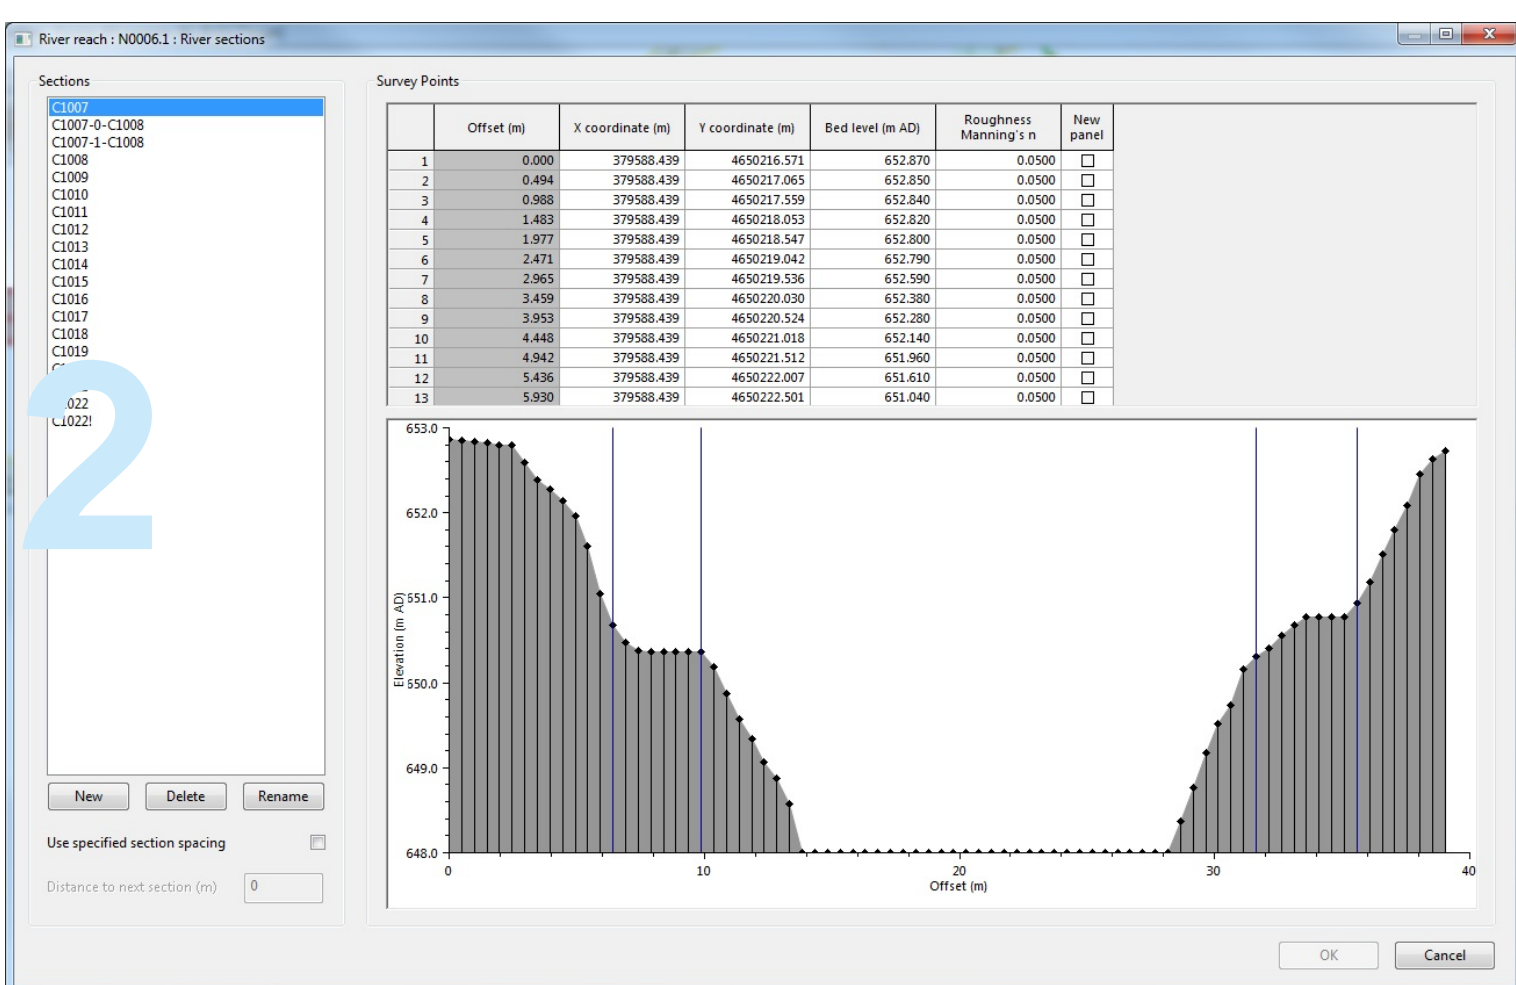 River reach : N0006.1 : River sections
Sections
C1007
C1007-0-C1008
C1007-1-C1008
C1008
C1009
C1010
C1011
C1012
C1013
C1014
C1015
C1016
C1017
C1018
C1019
C1022!
2
New Delete Rename
Use specified section spacing
Distance to next section (m) 0
Survey Points
Offset (m) X coordinate (m) Y coordinate (m) Bed level (m AD) Roughness Manning's n New panel
1 0.000 379588.439 4650216.571 652.870 0.0500
2 0.494 379588.439 4650217.065 652.850 0.0500
3 0.988 379588.439 4650217.559 652.840 0.0500
4 1.483 379588.439 4650218.053 652.820 0.0500
5 1.977 379588.439 4650218.547 652.800 0.0500
6 2.471 379588.439 4650219.042 652.790 0.0500
7 2.965 379588.439 4650219.536 652.590 0.0500
8 3.459 379588.439 4650220.030 652.380 0.0500
9 3.953 379588.439 4650220.524 652.280 0.0500
10 4.448 379588.439 4650221.018 652.140 0.0500
11 4.942 379588.439 4650221.512 651.960 0.0500
12 5.436 379588.439 4650222.007 651.610 0.0500
13 5.930 379588.439 4650222.501 651.040 0.0500
653.0
652.0
651.0
650.0
649.0
648.0
Elevation (m AD)
0 10 20 30 40
Offset (m)
OK Cancel